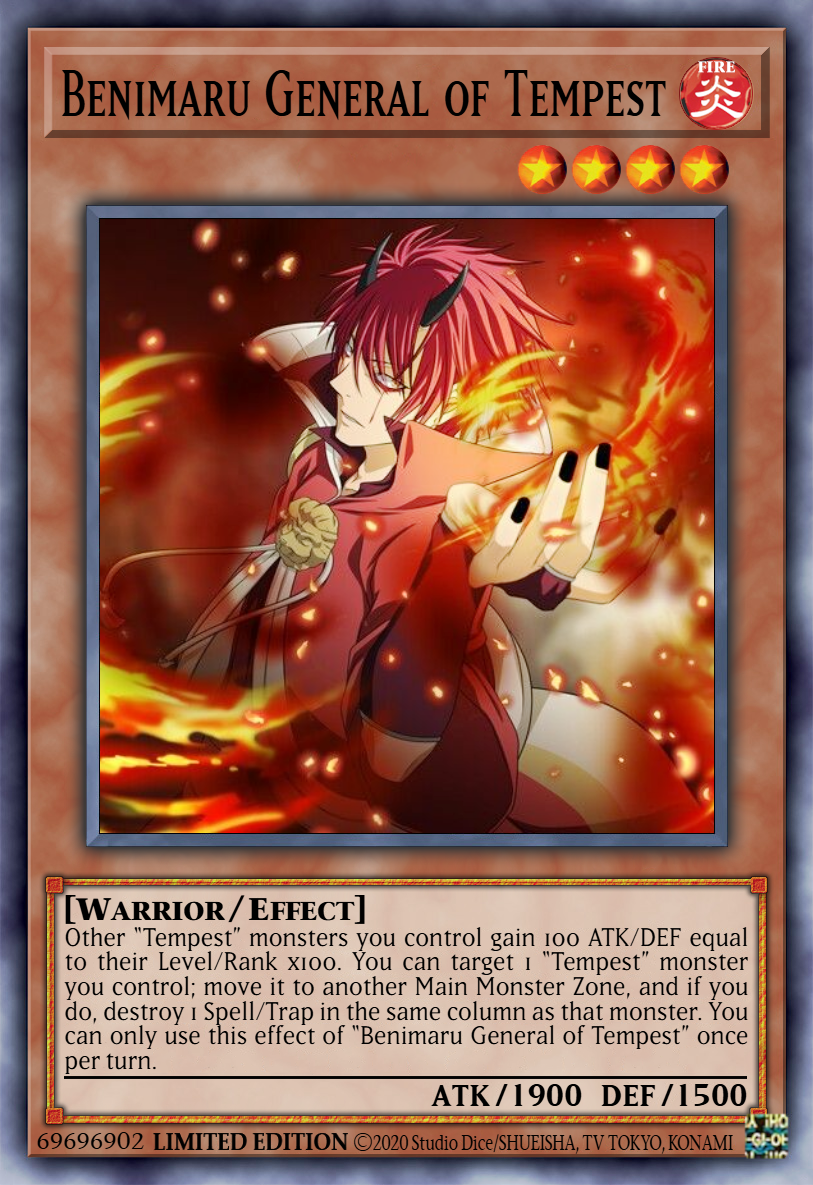 Benimaru General of Tempest
FIRE
炎
[Warrior/Effect]
Other "Tempest" monsters you control gain 100 ATK/DEF equal
to their Level/Rank x100. You can target 1 "Tempest" monster
you control; move it to another Main Monster Zone, and if you
do, destroy 1 Spell/Trap in the same column as that monster. You
can only use this effect of "Benimaru General of Tempest" once
per turn.
ATK/1900 DEF/1500
69696902 LIMITED EDITION ©2020 Studio Dice/SHUEISHA, TV TOKYO, KONAMI